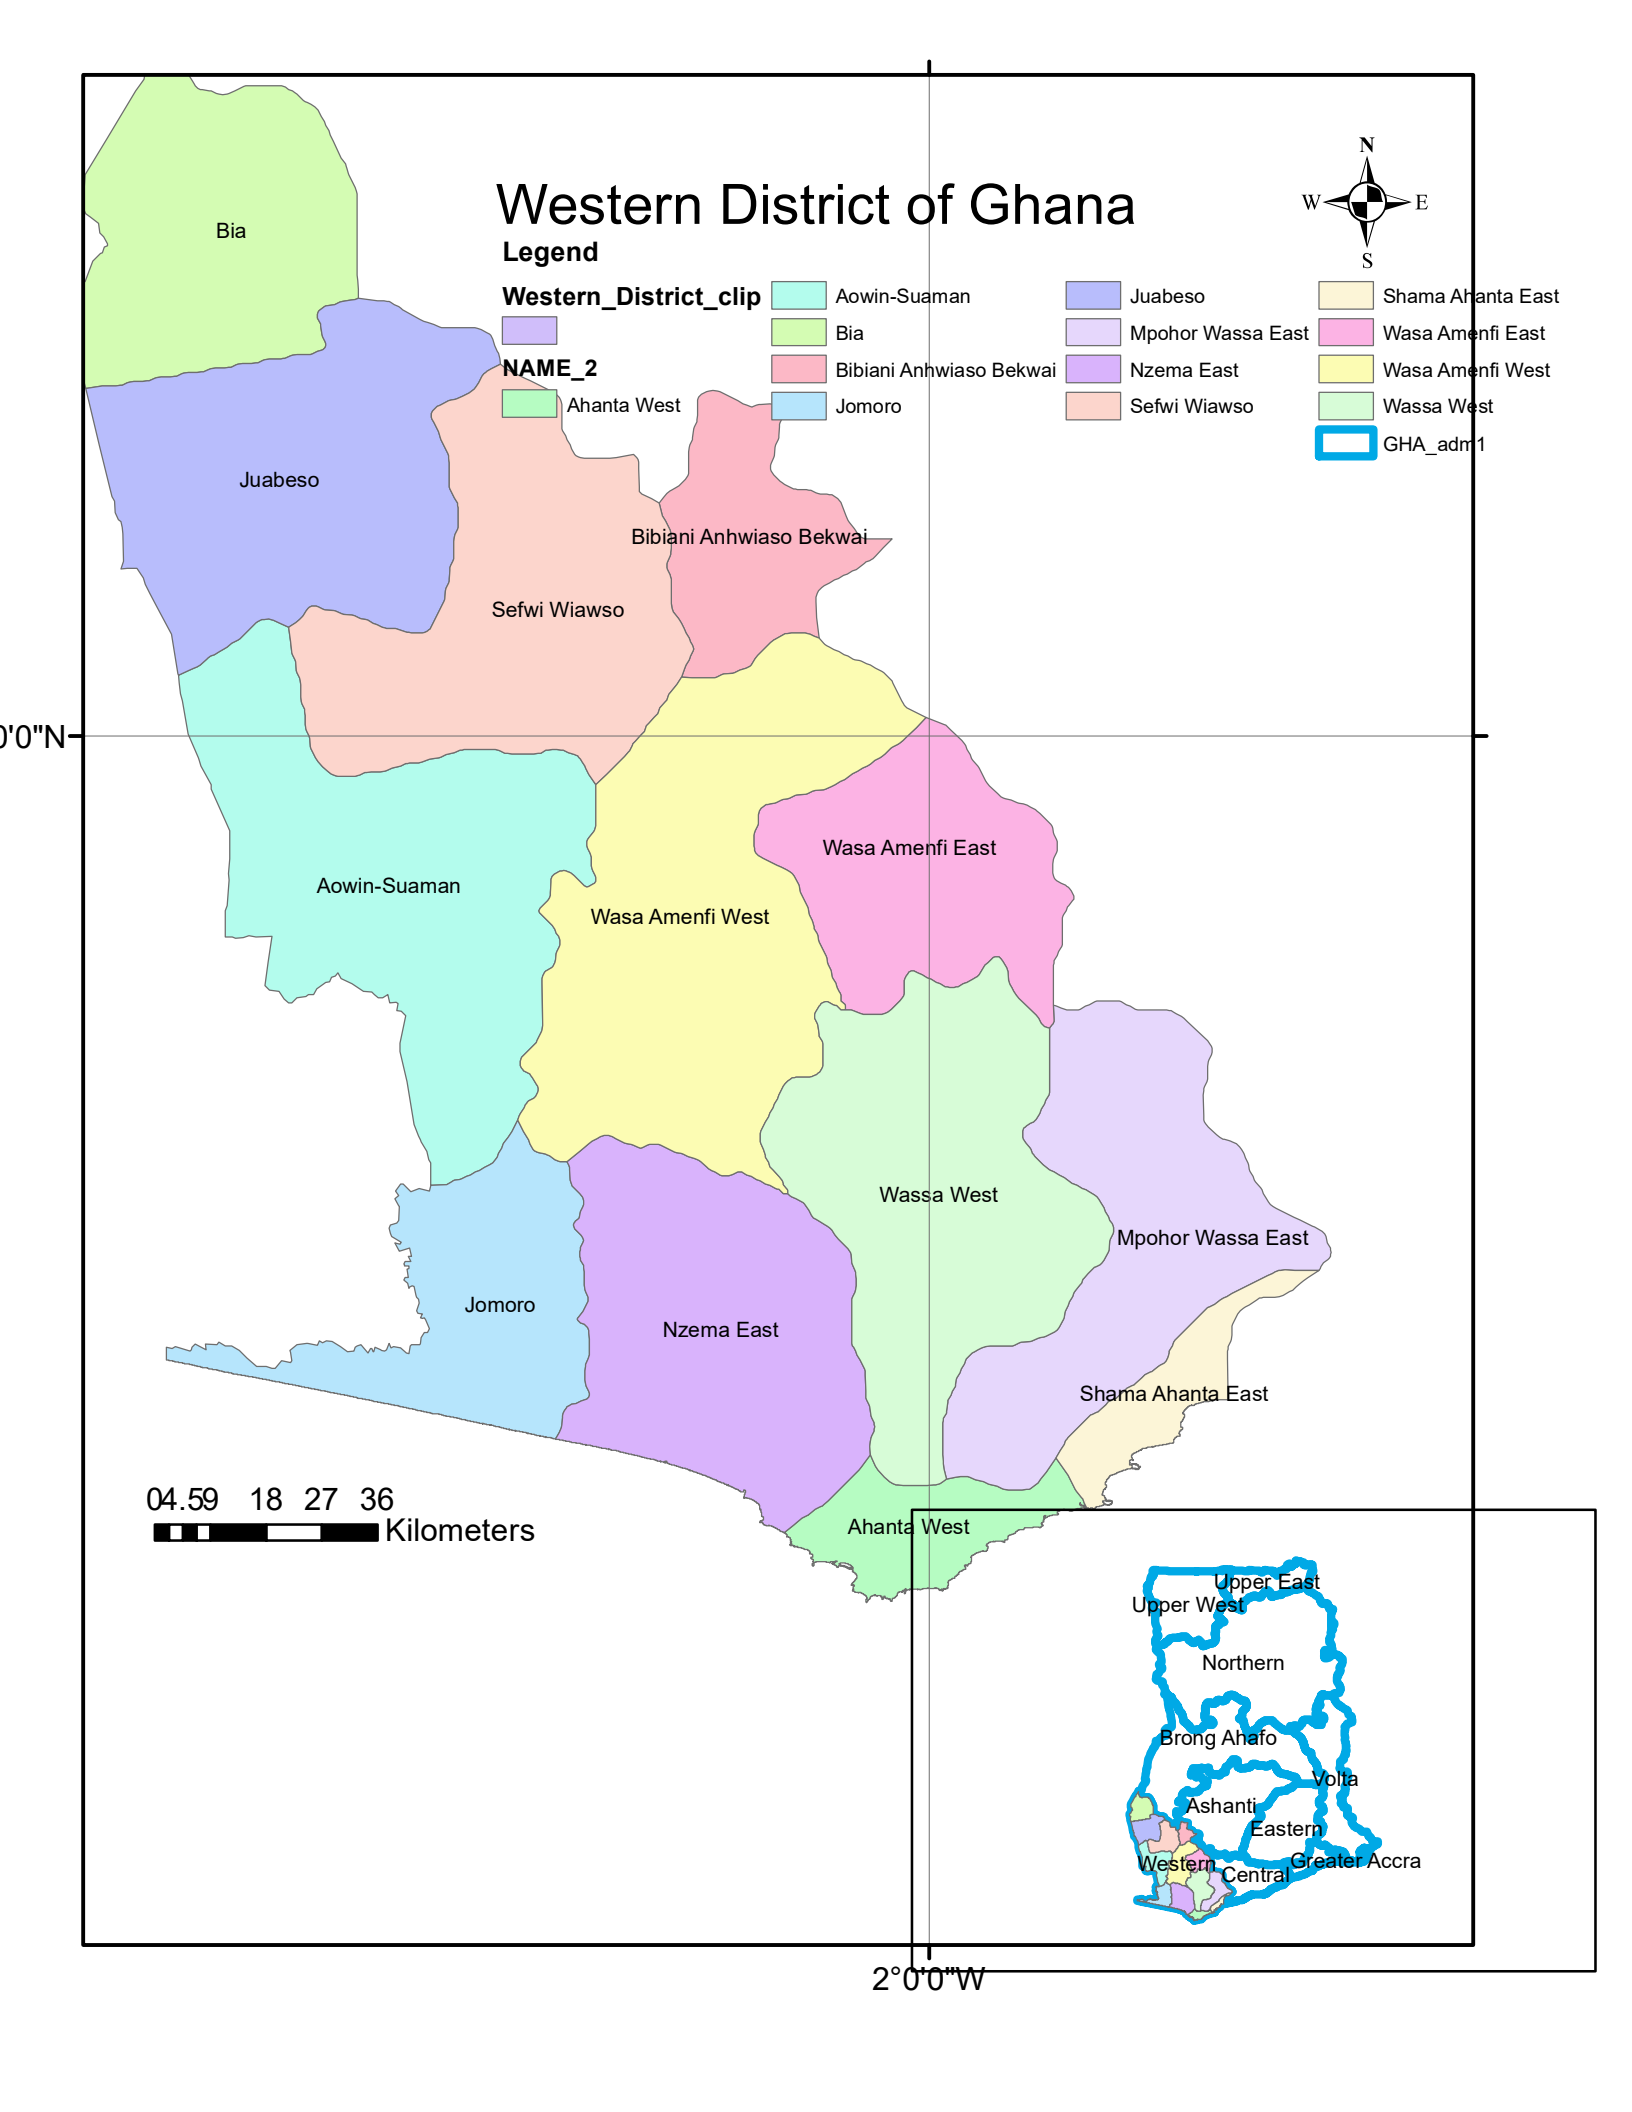 N
W
E
S
Western District of Ghana
Legend
Western_District_clip
NAME_2
Ahanta West
Aowin-Suaman
Bia
Bibiani Anhwiaso Bekwai
Jomoro
Juabeso
Mpohor Wassa East
Nzema East
Sefwi Wiawso
Shama Ahanta East
Wasa Amenfi East
Wasa Amenfi West
Wassa West
GHA_adm1
Bia
Juabeso
Bibiani Anhwiaso Bekwai
Sefwi Wiawso
0'0"N
Wasa Amenfi East
Aowin-Suaman
Wasa Amenfi West
Wassa West
Mpohor Wassa East
Jomoro
Nzema East
Shama Ahanta East
0 4.5 9 18 27 36
Kilometers
Ahanta West
Upper East
Upper West
Northern
Brong Ahafo
Volta
Ashanti
Eastern
Western
Central
Greater Accra
2°0'0"W